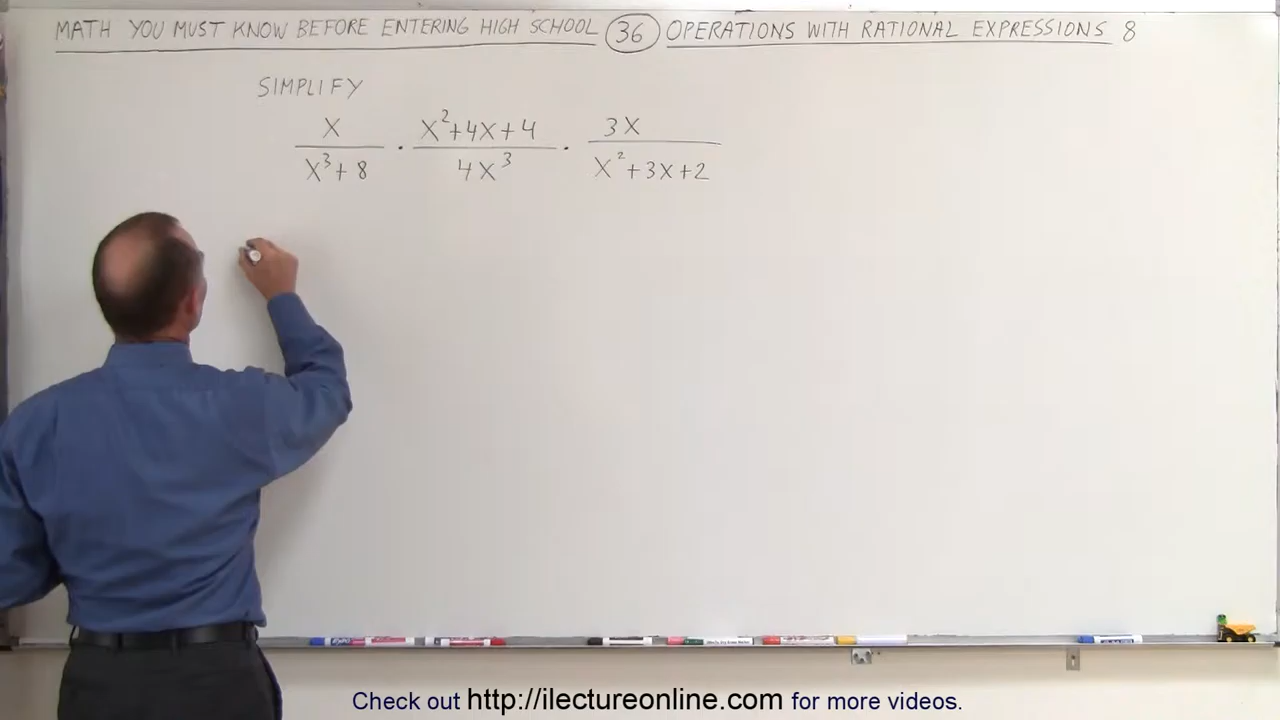 MATH YOU MUST KNOW BEFORE ENTERING HIGH SCHOOL 36 OPERATIONS WITH RATIONAL EXPRESSIONS 8
SIMPLIFY
x/(x³+8) · (x²+4x+4)/(4x³) · 3x/(x²+3x+2)
Check out http://ilectureonline.com for more videos.